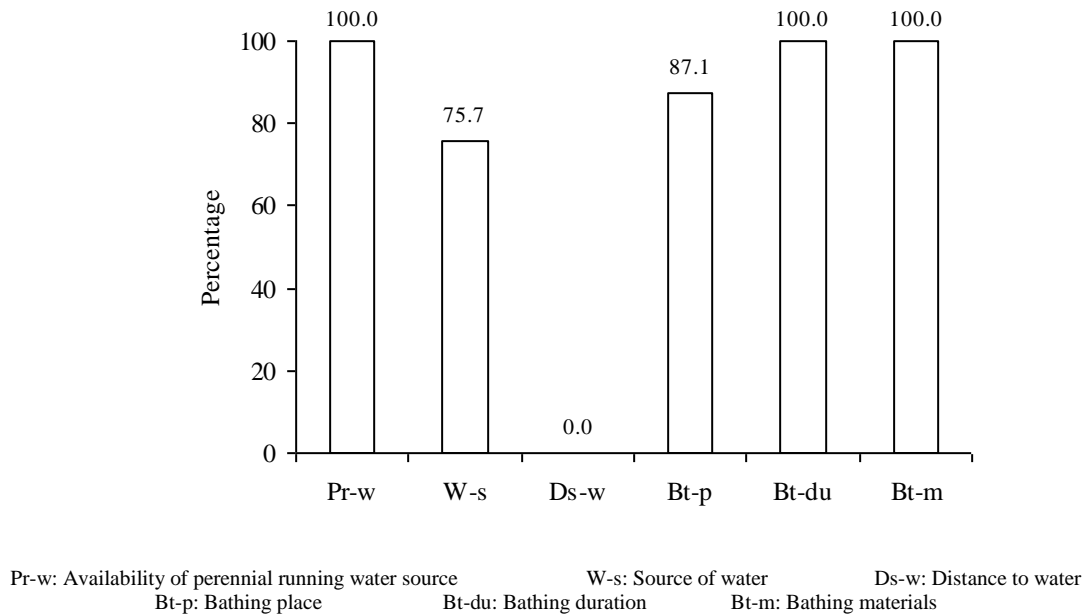 100.0 100.0 100.0
100
87.1
75.7
80
60
40
20
0.0
0
Percentage
Pr-w W-s Ds-w Bt-p Bt-du Bt-m
Pr-w: Availability of perennial running water source W-s: Source of water Ds-w: Distance to water
Bt-p: Bathing place Bt-du: Bathing duration Bt-m: Bathing materials